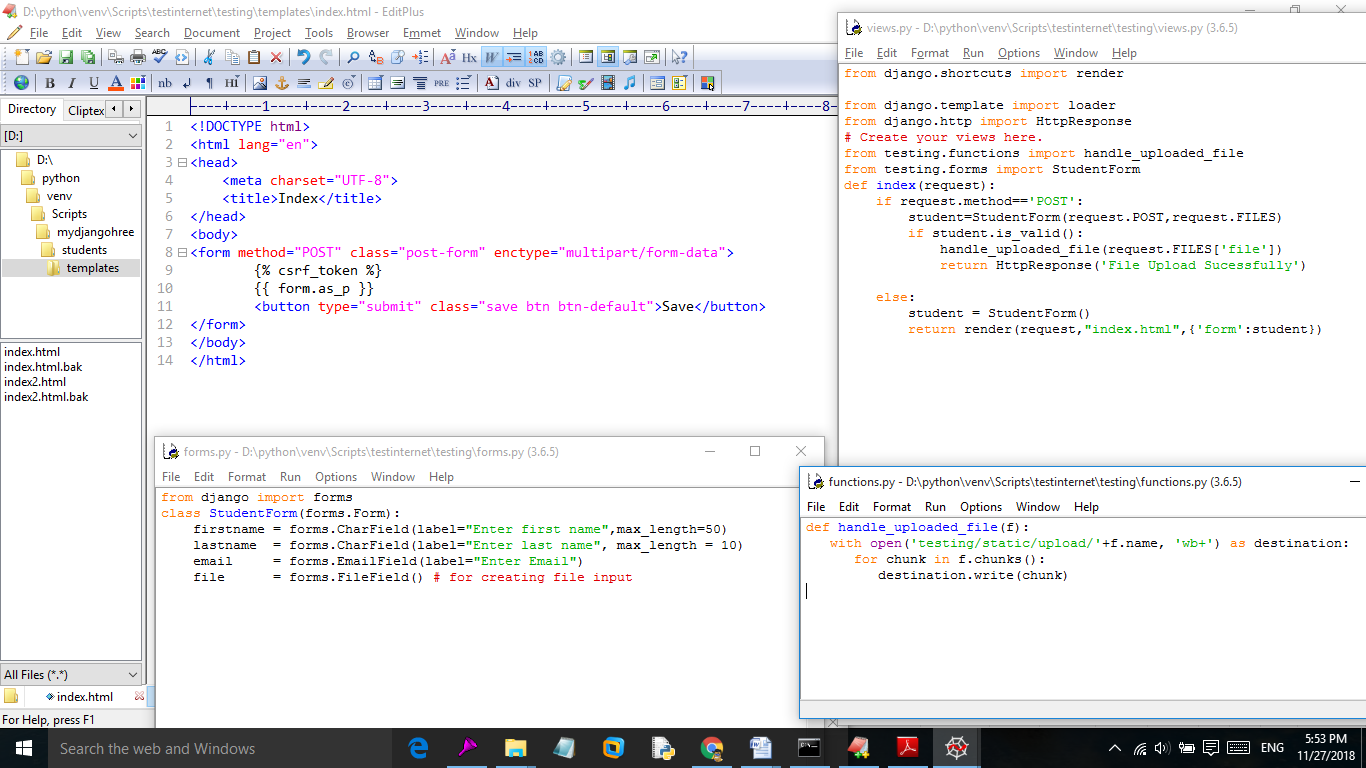 D:\python\venv\Scripts\testinternet\testing\templates\index.html - EditPlus
File Edit View Search Document Project Tools Browser Emmet Window Help
Directory Cliptex
[D:]
D:\
python
venv
Scripts
mydjangohree
students
templates
index.html
index.html.bak
index2.html
index2.html.bak
All Files (*.*)
index.html
For Help, press F1
----+----1----+----2----+----3----+----4----+----5----+----6----+----7----+----8-
1 <!DOCTYPE html>
2 <html lang="en">
3 <head>
4     <meta charset="UTF-8">
5     <title>Index</title>
6 </head>
7 <body>
8 <form method="POST" class="post-form" enctype="multipart/form-data">
9         {% csrf_token %}
10         {{ form.as_p }}
11         <button type="submit" class="save btn btn-default">Save</button>
12 </form>
13 </body>
14 </html>
views.py - D:\python\venv\Scripts\testinternet\testing\views.py (3.6.5)
File Edit Format Run Options Window Help
from django.shortcuts import render
from django.template import loader
from django.http import HttpResponse
# Create your views here.
from testing.functions import handle_uploaded_file
from testing.forms import StudentForm
def index(request):
    if request.method=='POST':
        student=StudentForm(request.POST,request.FILES)
        if student.is_valid():
            handle_uploaded_file(request.FILES['file'])
            return HttpResponse('File Upload Sucessfully')
    else:
        student = StudentForm()
        return render(request,"index.html",{'form':student})
forms.py - D:\python\venv\Scripts\testinternet\testing\forms.py (3.6.5)
File Edit Format Run Options Window Help
from django import forms
class StudentForm(forms.Form):
    firstname = forms.CharField(label="Enter first name",max_length=50)
    lastname  = forms.CharField(label="Enter last name", max_length = 10)
    email     = forms.EmailField(label="Enter Email")
    file      = forms.FileField() # for creating file input
functions.py - D:\python\venv\Scripts\testinternet\testing\functions.py (3.6.5)
File Edit Format Run Options Window Help
def handle_uploaded_file(f):
   with open('testing/static/upload/'+f.name, 'wb+') as destination:
      for chunk in f.chunks():
         destination.write(chunk)
Search the web and Windows
ENG
5:53 PM
11/27/2018